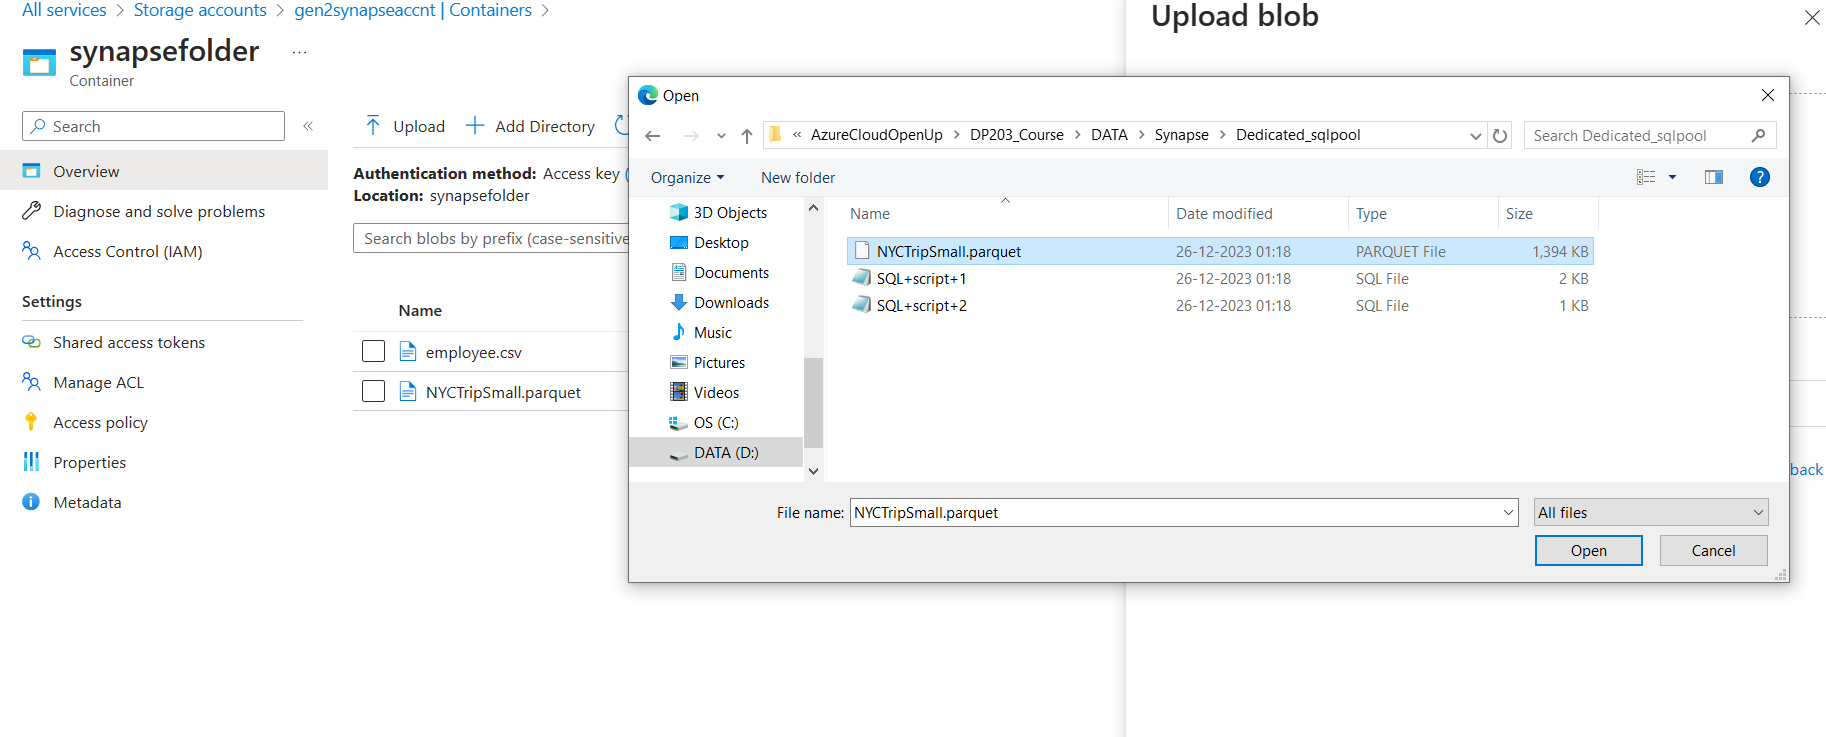 All services > Storage accounts > gen2synapseaccnt | Containers >
synapsefolder ...
Container
Search
«
Overview
Diagnose and solve problems
Access Control (IAM)
Settings
Shared access tokens
Manage ACL
Access policy
Properties
Metadata
Upload
Add Directory
Authentication method: Access key (
Location: synapsefolder
Search blobs by prefix (case-sensitive
Name
employee.csv
NYCTripSmall.parquet
Upload blob
Open
« AzureCloudOpenUp > DP203_Course > DATA > Synapse > Dedicated_sqlpool
Search Dedicated_sqlpool
Organize
New folder
?
3D Objects
Desktop
Documents
Downloads
Music
Pictures
Videos
OS (C:)
DATA (D:)
Name Date modified Type Size
NYCTripSmall.parquet 26-12-2023 01:18 PARQUET File 1,394 KB
SQL+script+1 26-12-2023 01:18 SQL File 2 KB
SQL+script+2 26-12-2023 01:18 SQL File 1 KB
File name: NYCTripSmall.parquet
All files
Open
Cancel
back